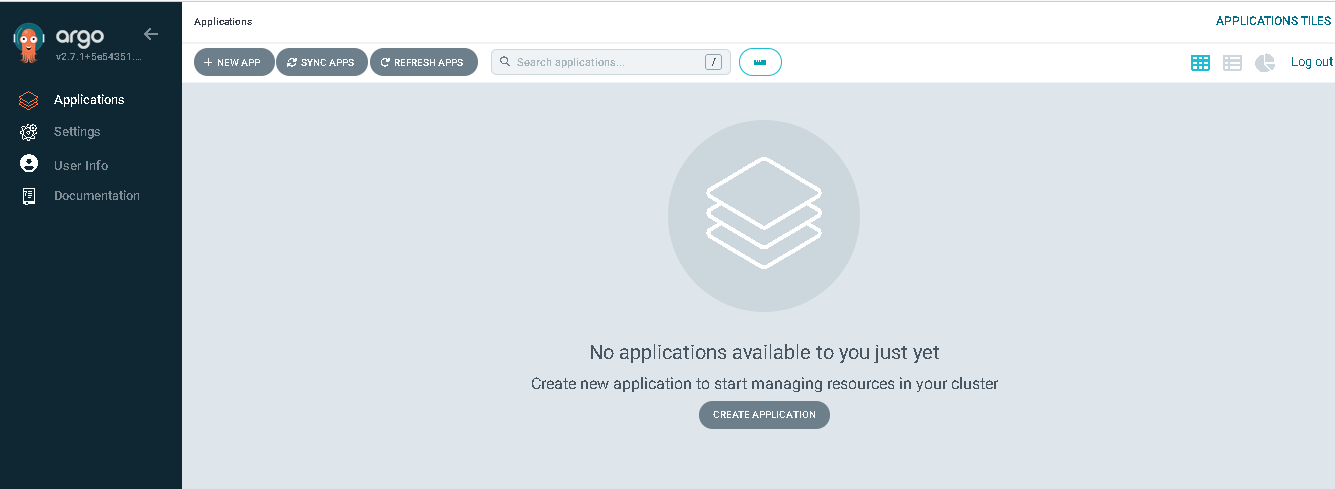 argo
v2.7.1+5e54351....
Applications
Settings
User Info
Documentation
Applications
APPLICATIONS TILES
+ NEW APP
SYNC APPS
REFRESH APPS
Search applications...
/
Log out
No applications available to you just yet
Create new application to start managing resources in your cluster
CREATE APPLICATION